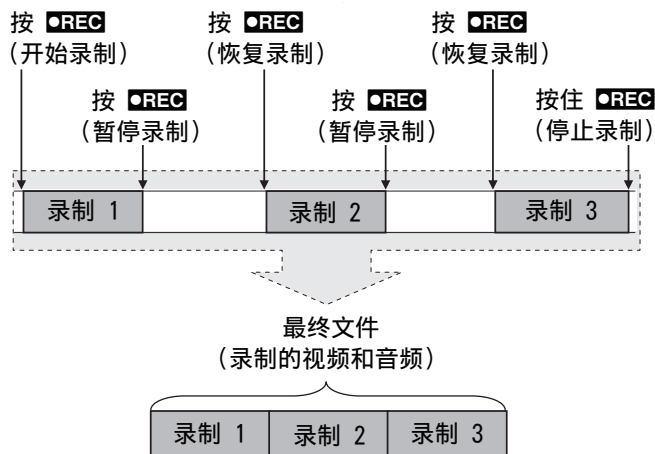 按 ●REC 按 ●REC 按 ●REC
（开始录制） （恢复录制） （恢复录制）
按 ●REC 按 ●REC 按住 ●REC
（暂停录制） （暂停录制） （停止录制）
录制 1 录制 2 录制 3
最终文件
（录制的视频和音频）
录制 1 录制 2 录制 3